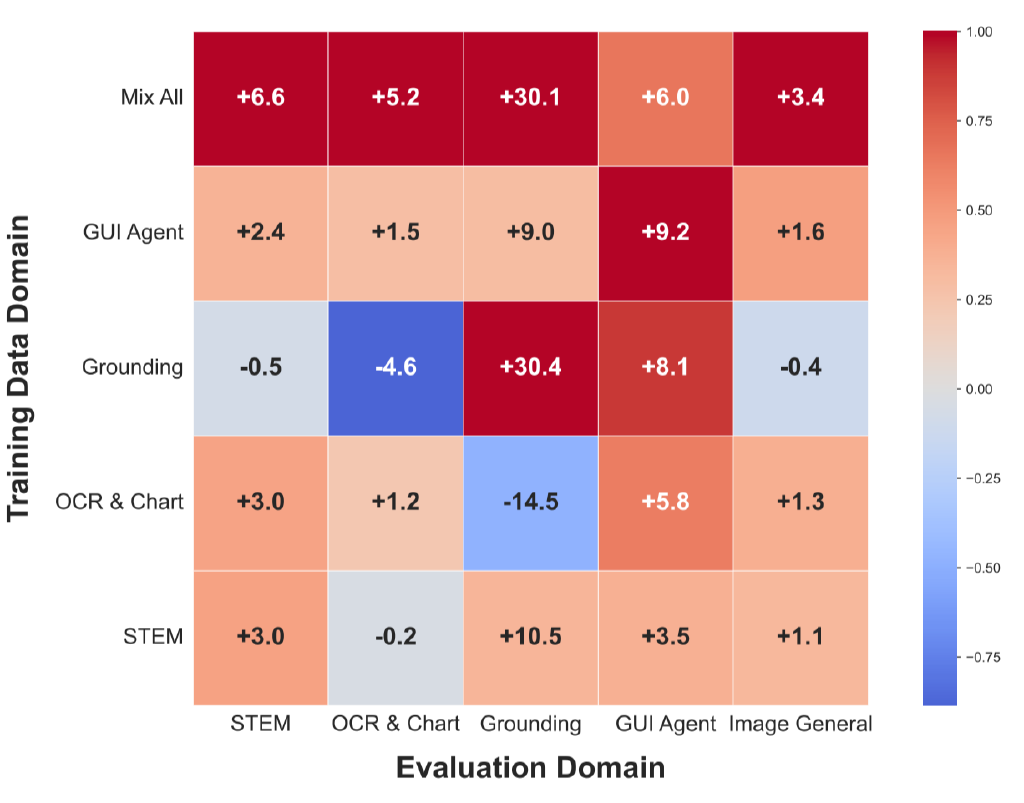 Mix All +6.6 +5.2 +30.1 +6.0 +3.4
GUI Agent +2.4 +1.5 +9.0 +9.2 +1.6
Grounding -0.5 -4.6 +30.4 +8.1 -0.4
OCR & Chart +3.0 +1.2 -14.5 +5.8 +1.3
STEM +3.0 -0.2 +10.5 +3.5 +1.1
STEM OCR & Chart Grounding GUI Agent Image General
Evaluation Domain
Training Data Domain
1.00
0.75
0.50
0.25
0.00
−0.25
−0.50
−0.75